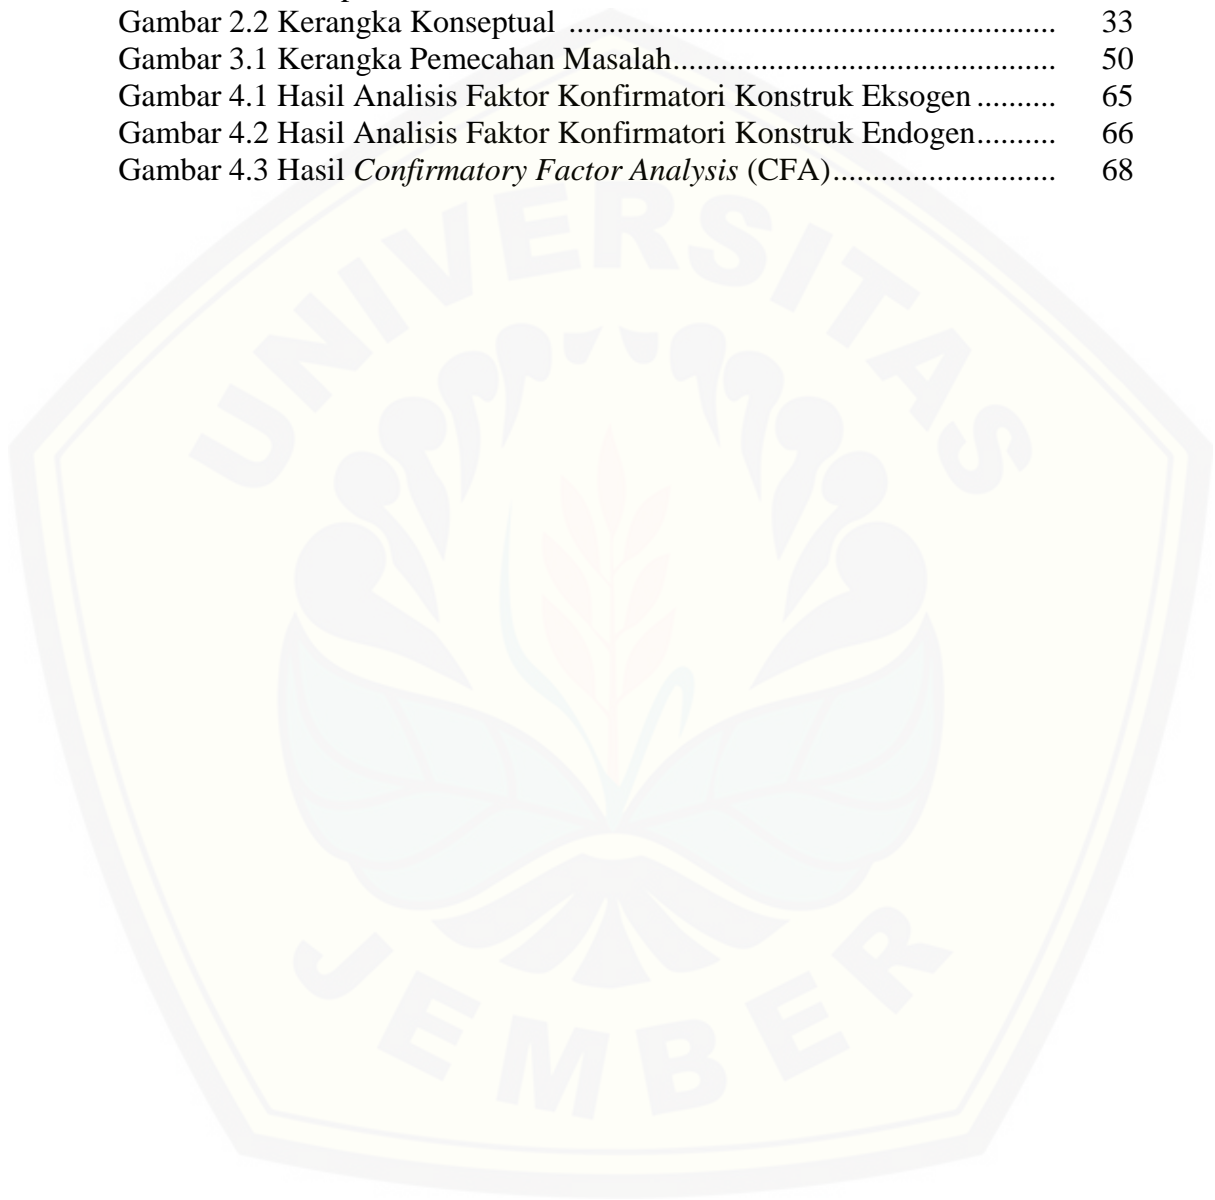 Gambar 2.2 Kerangka Konseptual ............................................................. 33
Gambar 3.1 Kerangka Pemecahan Masalah................................................ 50
Gambar 4.1 Hasil Analisis Faktor Konfirmatori Konstruk Eksogen .......... 65
Gambar 4.2 Hasil Analisis Faktor Konfirmatori Konstruk Endogen.......... 66
Gambar 4.3 Hasil Confirmatory Factor Analysis (CFA)............................ 68
UNIVERSITAS
JEMBER